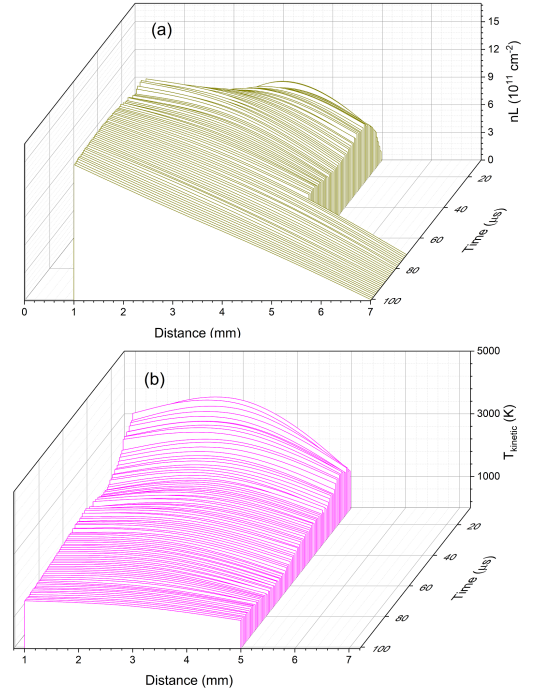 (a)
15
12
9
6
3
0
nL (10¹¹ cm⁻²)
20
40
60
80
100
Time (μs)
0 1 2 3 4 5 6 7
Distance (mm)
(b)
5000
3000
1000
T_kinetic (K)
20
40
60
80
100
Time (μs)
1 2 3 4 5 6 7
Distance (mm)